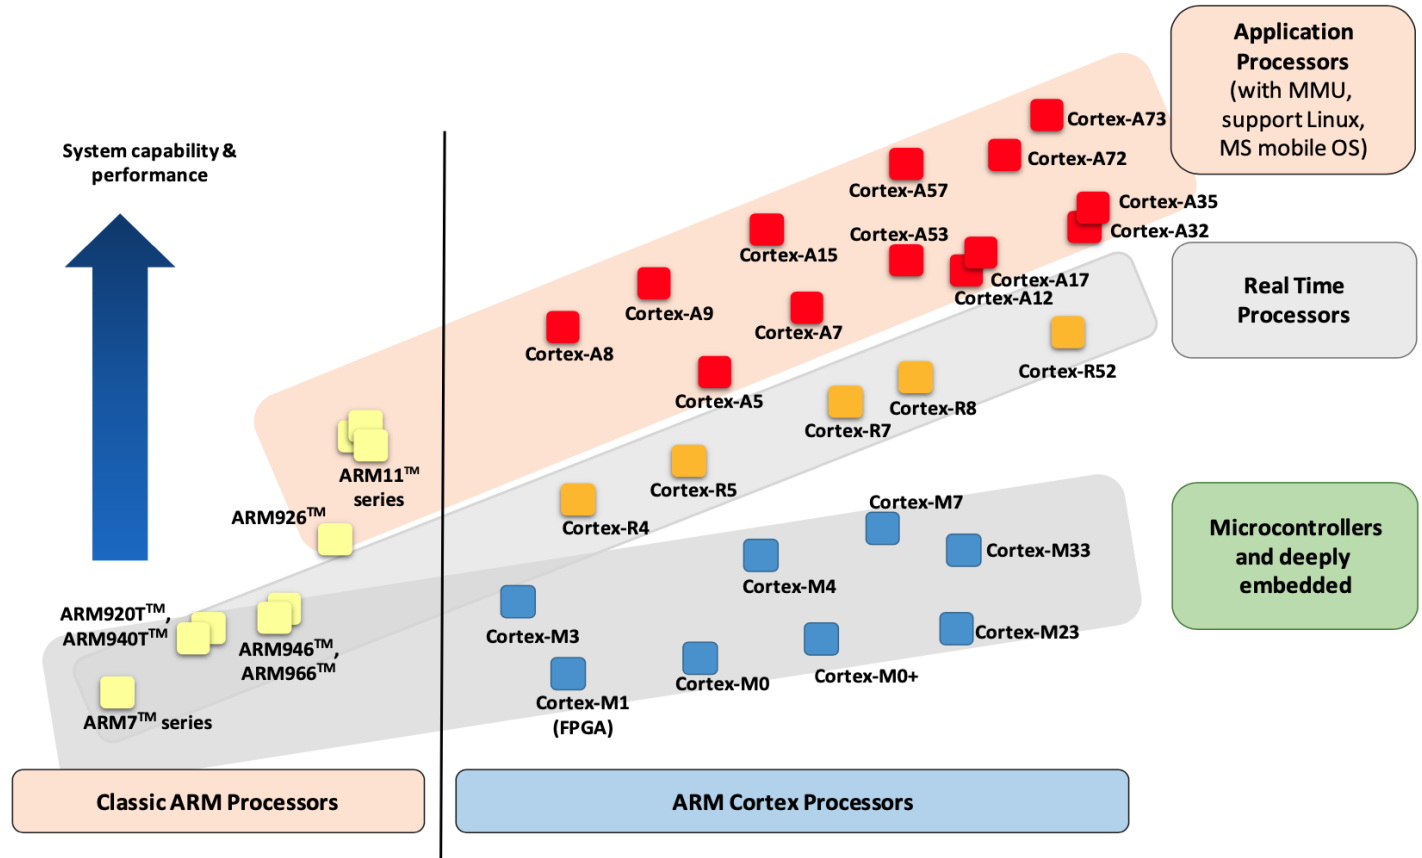 Application
Processors
(with MMU,
support Linux,
MS mobile OS)
System capability &
performance
Cortex-A73
Cortex-A72
Cortex-A57
Cortex-A35
Cortex-A32
Cortex-A53
Cortex-A15
Cortex-A17
Cortex-A12
Cortex-A9
Cortex-A7
Cortex-A8
Cortex-A5
Real Time
Processors
Cortex-R52
Cortex-R8
Cortex-R7
Cortex-R5
Cortex-R4
ARM11™
series
ARM926™
Cortex-M7
Cortex-M33
Cortex-M4
Cortex-M3
Cortex-M23
Cortex-M0+
Cortex-M0
Cortex-M1
(FPGA)
Microcontrollers
and deeply
embedded
ARM920T™,
ARM940T™
ARM946™,
ARM966™
ARM7™ series
Classic ARM Processors
ARM Cortex Processors